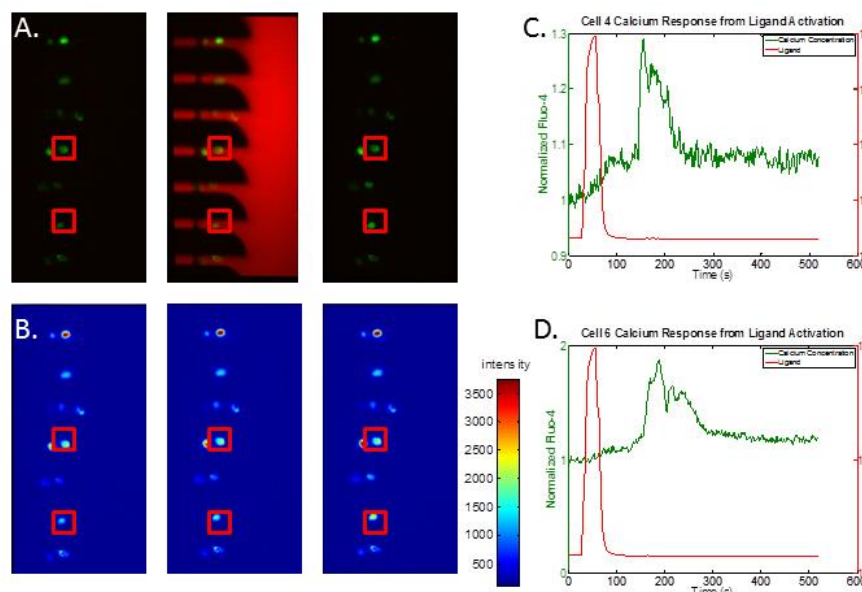 A.
B.
intensity
3500
3000
2500
2000
1500
1000
500
C.
Cell 4 Calcium Response from Ligand Activation
Calcium Concentration
Ligand
Normalized Fluo-4
1.3
1.2
1.1
1
0.9
0 100 200 300 400 500 600
Time (s)
D.
Cell 6 Calcium Response from Ligand Activation
Calcium Concentration
Ligand
Normalized Fluo-4
2
1
0
0 100 200 300 400 500 600
Time (s)